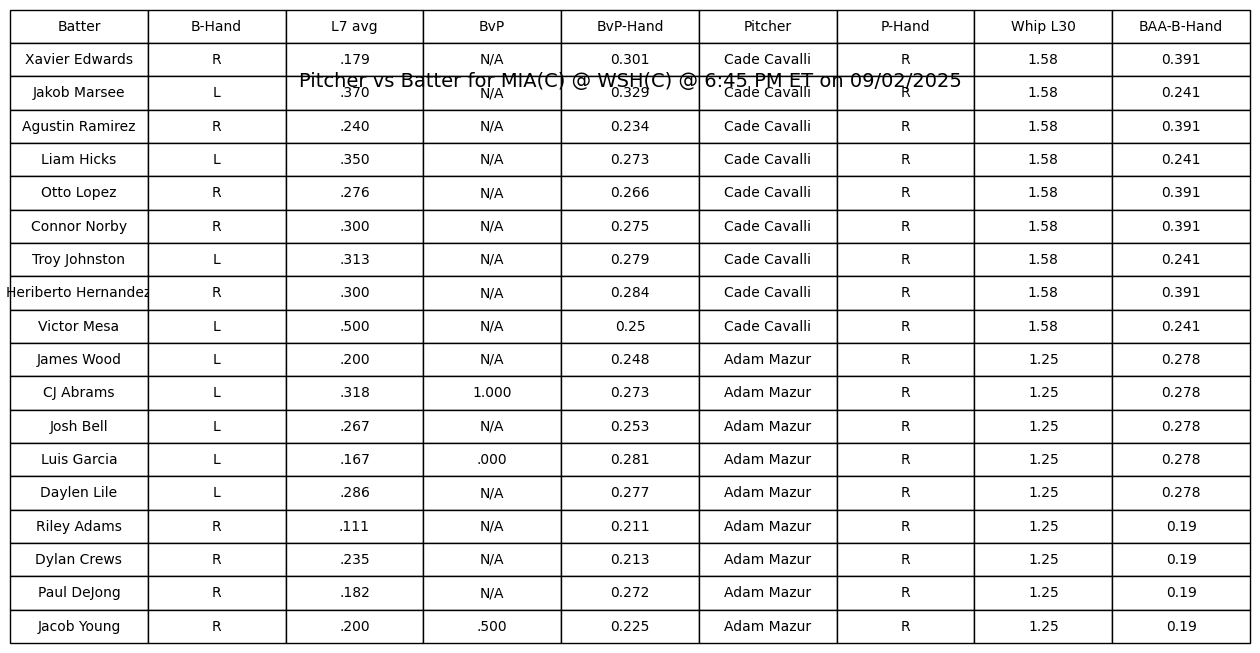 Batter B-Hand L7 avg BvP BvP-Hand Pitcher P-Hand Whip L30 BAA-B-Hand
Xavier Edwards R .179 N/A 0.301 Cade Cavalli R 1.58 0.391
Pitcher vs Batter for MIA(C) @ WSH(C) @ 6:45 PM ET on 09/02/2025
Jakob Marsee L .370 N/A 0.329 Cade Cavalli R 1.58 0.241
Agustin Ramirez R .240 N/A 0.234 Cade Cavalli R 1.58 0.391
Liam Hicks L .350 N/A 0.273 Cade Cavalli R 1.58 0.241
Otto Lopez R .276 N/A 0.266 Cade Cavalli R 1.58 0.391
Connor Norby R .300 N/A 0.275 Cade Cavalli R 1.58 0.391
Troy Johnston L .313 N/A 0.279 Cade Cavalli R 1.58 0.241
Heriberto Hernandez R .300 N/A 0.284 Cade Cavalli R 1.58 0.391
Victor Mesa L .500 N/A 0.25 Cade Cavalli R 1.58 0.241
James Wood L .200 N/A 0.248 Adam Mazur R 1.25 0.278
CJ Abrams L .318 1.000 0.273 Adam Mazur R 1.25 0.278
Josh Bell L .267 N/A 0.253 Adam Mazur R 1.25 0.278
Luis Garcia L .167 .000 0.281 Adam Mazur R 1.25 0.278
Daylen Lile L .286 N/A 0.277 Adam Mazur R 1.25 0.278
Riley Adams R .111 N/A 0.211 Adam Mazur R 1.25 0.19
Dylan Crews R .235 N/A 0.213 Adam Mazur R 1.25 0.19
Paul DeJong R .182 N/A 0.272 Adam Mazur R 1.25 0.19
Jacob Young R .200 .500 0.225 Adam Mazur R 1.25 0.19